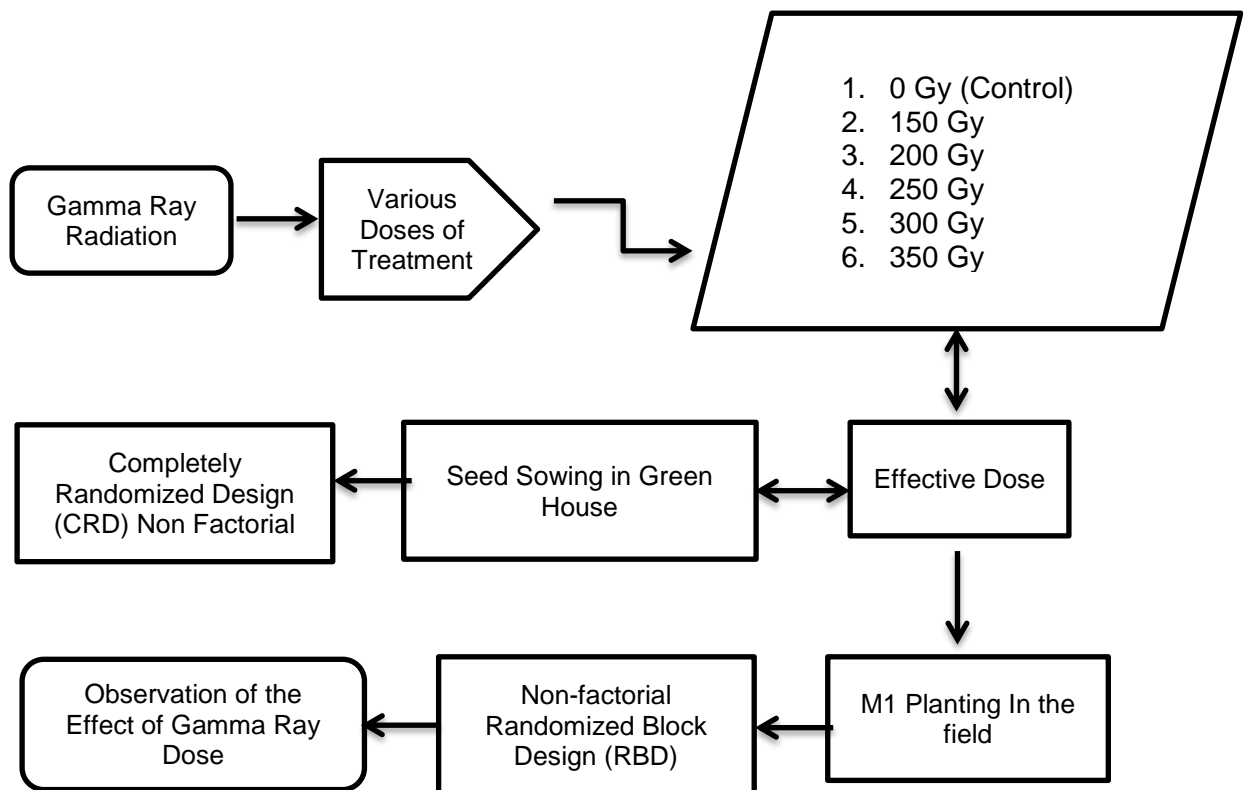 Gamma Ray
Radiation
Various
Doses of
Treatment
1. 0 Gy (Control)
2. 150 Gy
3. 200 Gy
4. 250 Gy
5. 300 Gy
6. 350 Gy
Completely
Randomized Design
(CRD) Non Factorial
Seed Sowing in Green
House
Effective Dose
Observation of the
Effect of Gamma Ray
Dose
Non-factorial
Randomized Block
Design (RBD)
M1 Planting In the
field